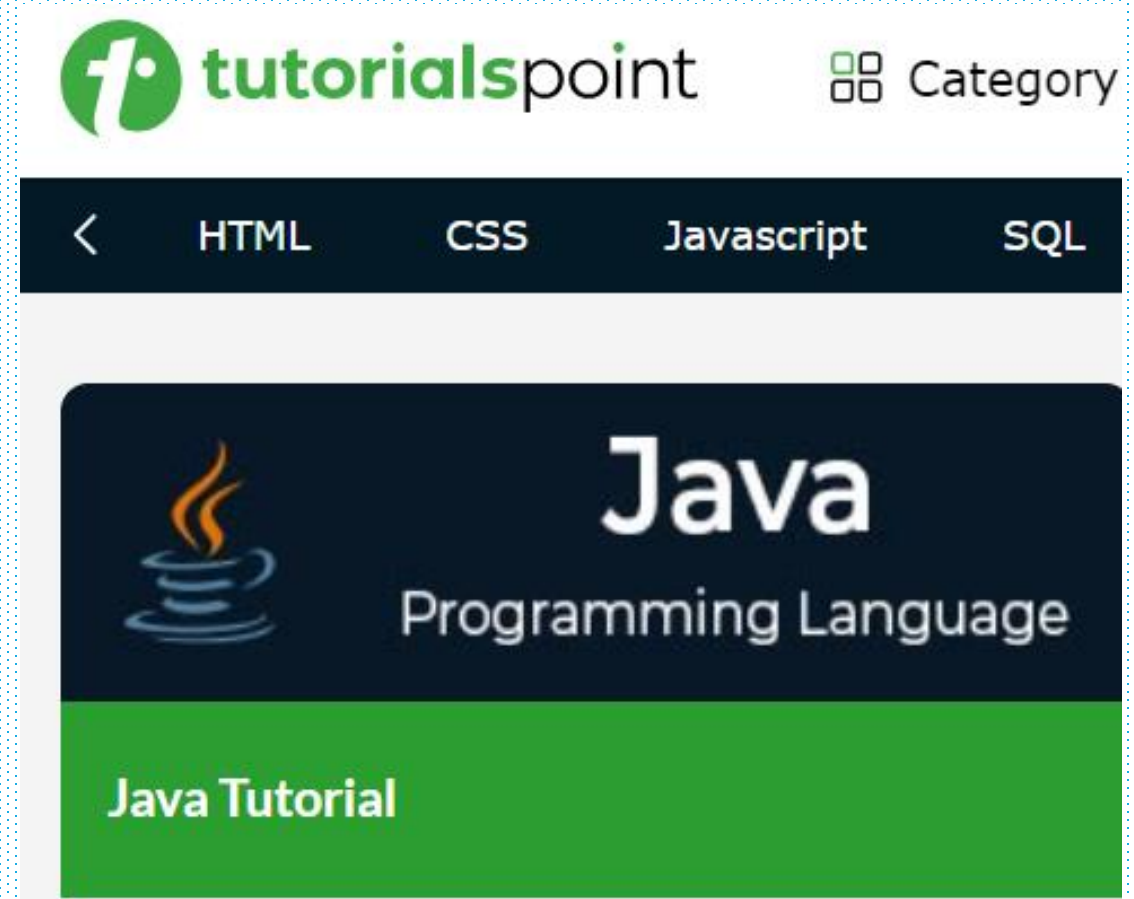 tutorialspoint Category
HTML CSS Javascript SQL
Java
Programming Language
Java Tutorial